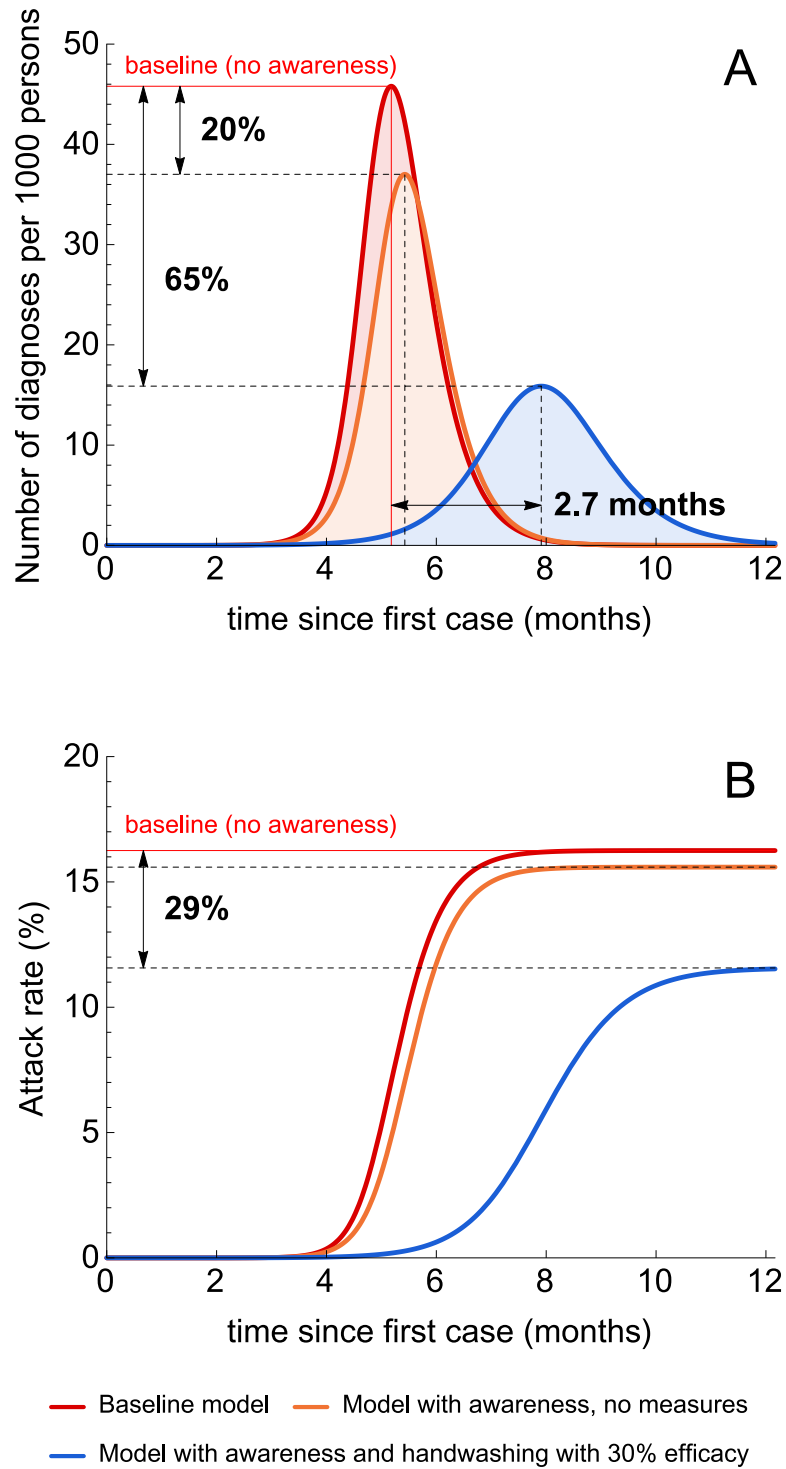 A
Number of diagnoses per 1000 persons
50
40
30
20
10
0
baseline (no awareness)
20%
65%
2.7 months
0 2 4 6 8 10 12
time since first case (months)
B
Attack rate (%)
20
15
10
5
0
baseline (no awareness)
29%
0 2 4 6 8 10 12
time since first case (months)
Baseline model Model with awareness, no measures
Model with awareness and handwashing with 30% efficacy